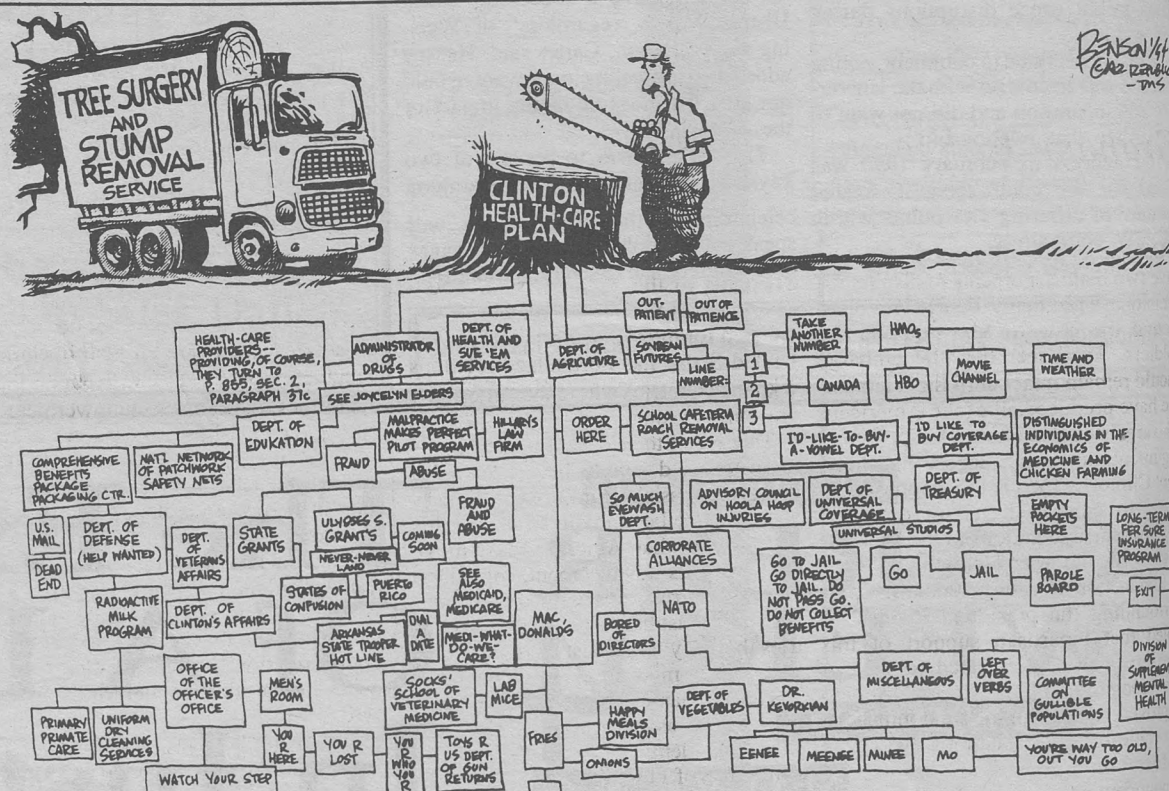 BENSON
© AZ REPUBLIC
- TMS
TREE SURGERY
AND
STUMP
REMOVAL
SERVICE
CLINTON
HEALTH-CARE
PLAN
OUT-
PATIENT
OUT OF
PATIENCE
HEALTH-CARE
PROVIDERS--
PROVIDING, OF COURSE,
THEY TURN TO
P. 855, SEC. 2,
PARAGRAPH 37c
ADMINISTRATOR
OF
DRUGS
SEE JOYCELYN ELDERS
DEPT. OF
HEALTH AND
SUE 'EM
SERVICES
DEPT. OF
AGRICULTURE
SOYBEAN
FUTURES
LINE
NUMBER:
1
2
3
TAKE
ANOTHER
NUMBER
HMOs
CANADA
HBO
MOVIE
CHANNEL
TIME AND
WEATHER
DEPT. OF
EDUKATION
MALPRACTICE
MAKES PERFECT
PILOT PROGRAM
HILLARY'S
LAW
FIRM
ORDER
HERE
SCHOOL CAFETERIA
ROACH REMOVAL
SERVICES
I'D-LIKE-TO-BUY-
A-VOWEL DEPT.
I'D LIKE TO
BUY COVERAGE
DEPT.
DISTINGUISHED
INDIVIDUALS IN THE
ECONOMICS OF
MEDICINE AND
CHICKEN FARMING
COMPREHENSIVE
BENEFITS
PACKAGE
PACKAGING CTR.
NAT'L NETWORK
OF PATCHWORK
SAFETY NETS
FRAUD
ABUSE
FRAUD
AND
ABUSE
SO MUCH
EYEWASH
DEPT.
ADVISORY COUNCIL
ON HOOLA HOOP
INJURIES
DEPT. OF
UNIVERSAL
COVERAGE
UNIVERSAL STUDIOS
DEPT. OF
TREASURY
EMPTY
POCKETS
HERE
LONG-TERM
FER SURE
INSURANCE
PROGRAM
U.S.
MAIL
DEAD
END
DEPT. OF
DEFENSE
(HELP WANTED)
DEPT.
OF
VETERANS
AFFAIRS
STATE
GRANTS
ULYSSES S.
GRANT'S
NEVER-NEVER
LAND
COMING
SOON
CORPORATE
ALLIANCES
GO TO JAIL
GO DIRECTLY
TO JAIL. DO
NOT PASS GO.
DO NOT COLLECT
BENEFITS
GO
JAIL
PAROLE
BOARD
EXIT
RADIOACTIVE
MILK
PROGRAM
DEPT. OF
CLINTON'S AFFAIRS
STATES OF
CONFUSION
PUERTO
RICO
SEE
ALSO
MEDICAID,
MEDICARE
ARKANSAS
STATE TROOPER
HOT LINE
DIAL
A
DATE
MEDI-WHAT-
DO-WE-
CARE?
MAC,
DONALDS
BORED
OF
DIRECTORS
NATO
DEPT. OF
MISCELLANEOUS
LEFT
OVER
VERBS
COMMITTEE
ON
GULLIBLE
POPULATIONS
DIVISION
OF
SUPPLEMENTAL
MENTAL
HEALTH
OFFICE
OF THE
OFFICER'S
OFFICE
MEN'S
ROOM
SOCKS'
SCHOOL OF
VETERINARY
MEDICINE
LAB
MICE
FRIES
HAPPY
MEALS
DIVISION
ONIONS
DEPT. OF
VEGETABLES
DR.
KEVORKIAN
PRIMARY
PRIMATE
CARE
UNIFORM
DRY
CLEANING
SERVICES
YOU
R
HERE
YOU R
LOST
YOU
R
WHO
YOU
R
TOYS R
US DEPT.
OF GUN
RETURNS
EENEE
MEENEE
MINEE
MO
YOU'RE WAY TOO OLD,
OUT YOU GO
WATCH YOUR STEP